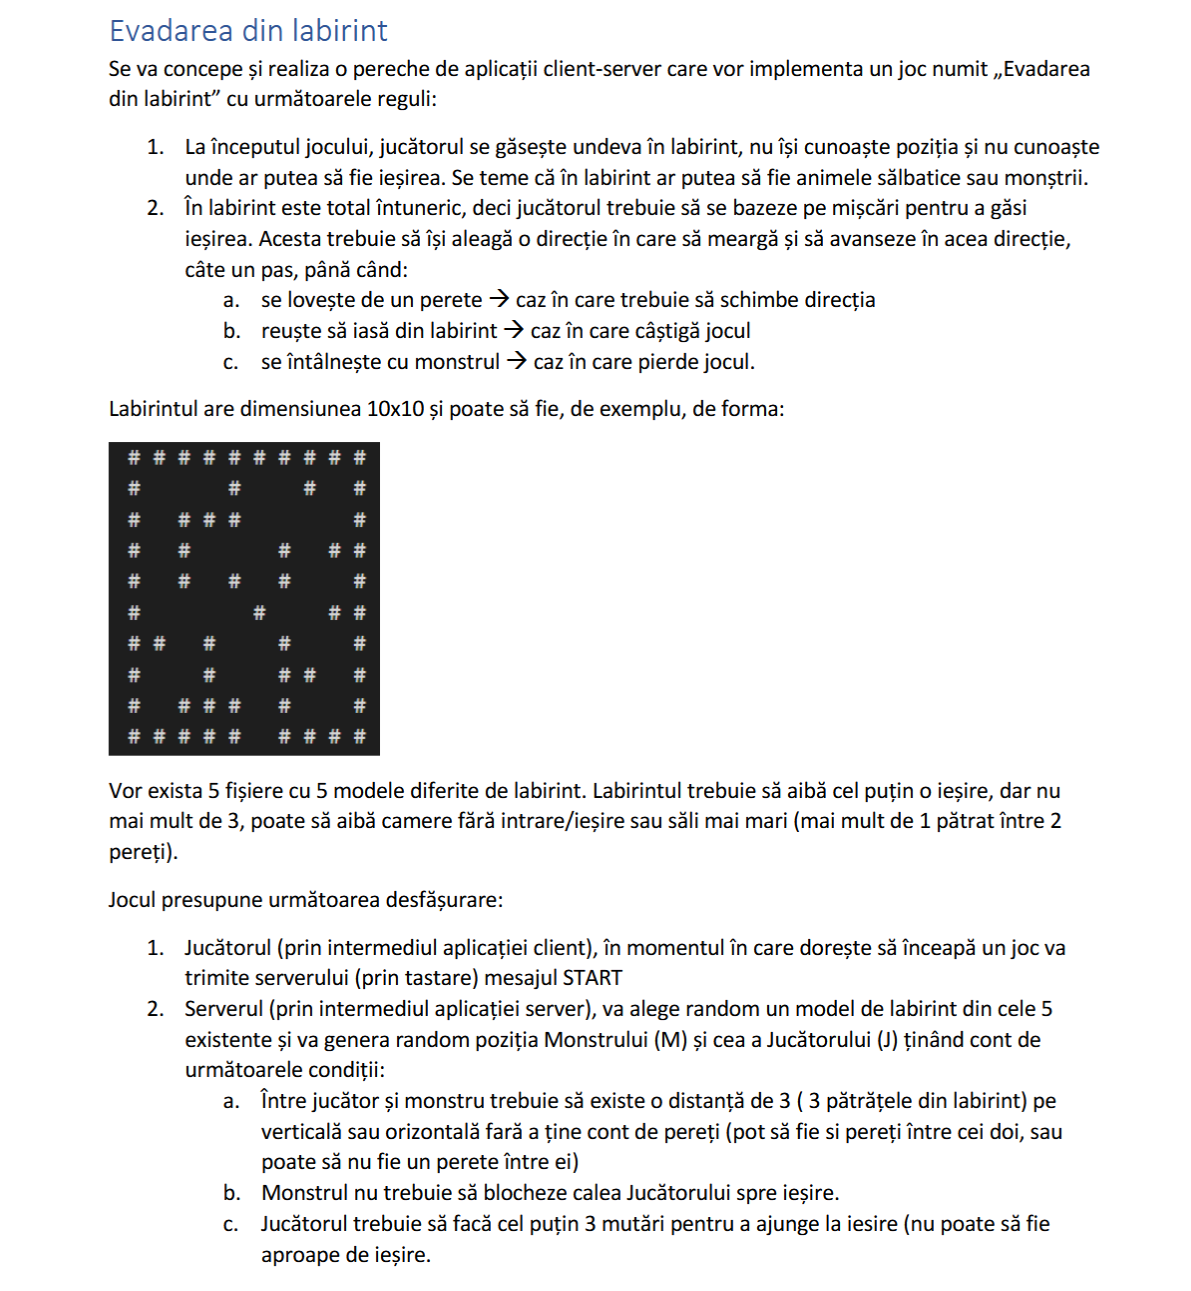 Evadarea din labirint
Se va concepe și realiza o pereche de aplicații client-server care vor implementa un joc numit „Evadarea
din labirint” cu următoarele reguli:
1. La începutul jocului, jucătorul se găsește undeva în labirint, nu își cunoaște poziția și nu cunoaște
unde ar putea să fie ieșirea. Se teme că în labirint ar putea să fie animele sălbatice sau monștrii.
2. În labirint este total întuneric, deci jucătorul trebuie să se bazeze pe mișcări pentru a găsi
ieșirea. Acesta trebuie să își aleagă o direcție în care să meargă și să avanseze în acea direcție,
câte un pas, până când:
a. se lovește de un perete → caz în care trebuie să schimbe direcția
b. reuște să iasă din labirint → caz în care câștigă jocul
c. se întâlnește cu monstrul → caz în care pierde jocul.
Labirintul are dimensiunea 10x10 și poate să fie, de exemplu, de forma:
# # # # # # # # # #
#       #     #   #
#   # # #         #
#   #       #   # #
#   #   #   #     #
#         #     # #
# #   #     #     #
#     #     # #   #
#   # # #   #     #
# # # # #   # # # #
Vor exista 5 fișiere cu 5 modele diferite de labirint. Labirintul trebuie să aibă cel puțin o ieșire, dar nu
mai mult de 3, poate să aibă camere fără intrare/ieșire sau săli mai mari (mai mult de 1 pătrat între 2
pereți).
Jocul presupune următoarea desfășurare:
1. Jucătorul (prin intermediul aplicației client), în momentul în care dorește să înceapă un joc va
trimite serverului (prin tastare) mesajul START
2. Serverul (prin intermediul aplicației server), va alege random un model de labirint din cele 5
existente și va genera random poziția Monstrului (M) și cea a Jucătorului (J) ținând cont de
următoarele condiții:
a. Între jucător și monstru trebuie să existe o distanță de 3 ( 3 pătrățele din labirint) pe
verticală sau orizontală fară a ține cont de pereți (pot să fie si pereți între cei doi, sau
poate să nu fie un perete între ei)
b. Monstrul nu trebuie să blocheze calea Jucătorului spre ieșire.
c. Jucătorul trebuie să facă cel puțin 3 mutări pentru a ajunge la iesire (nu poate să fie
aproape de ieșire.